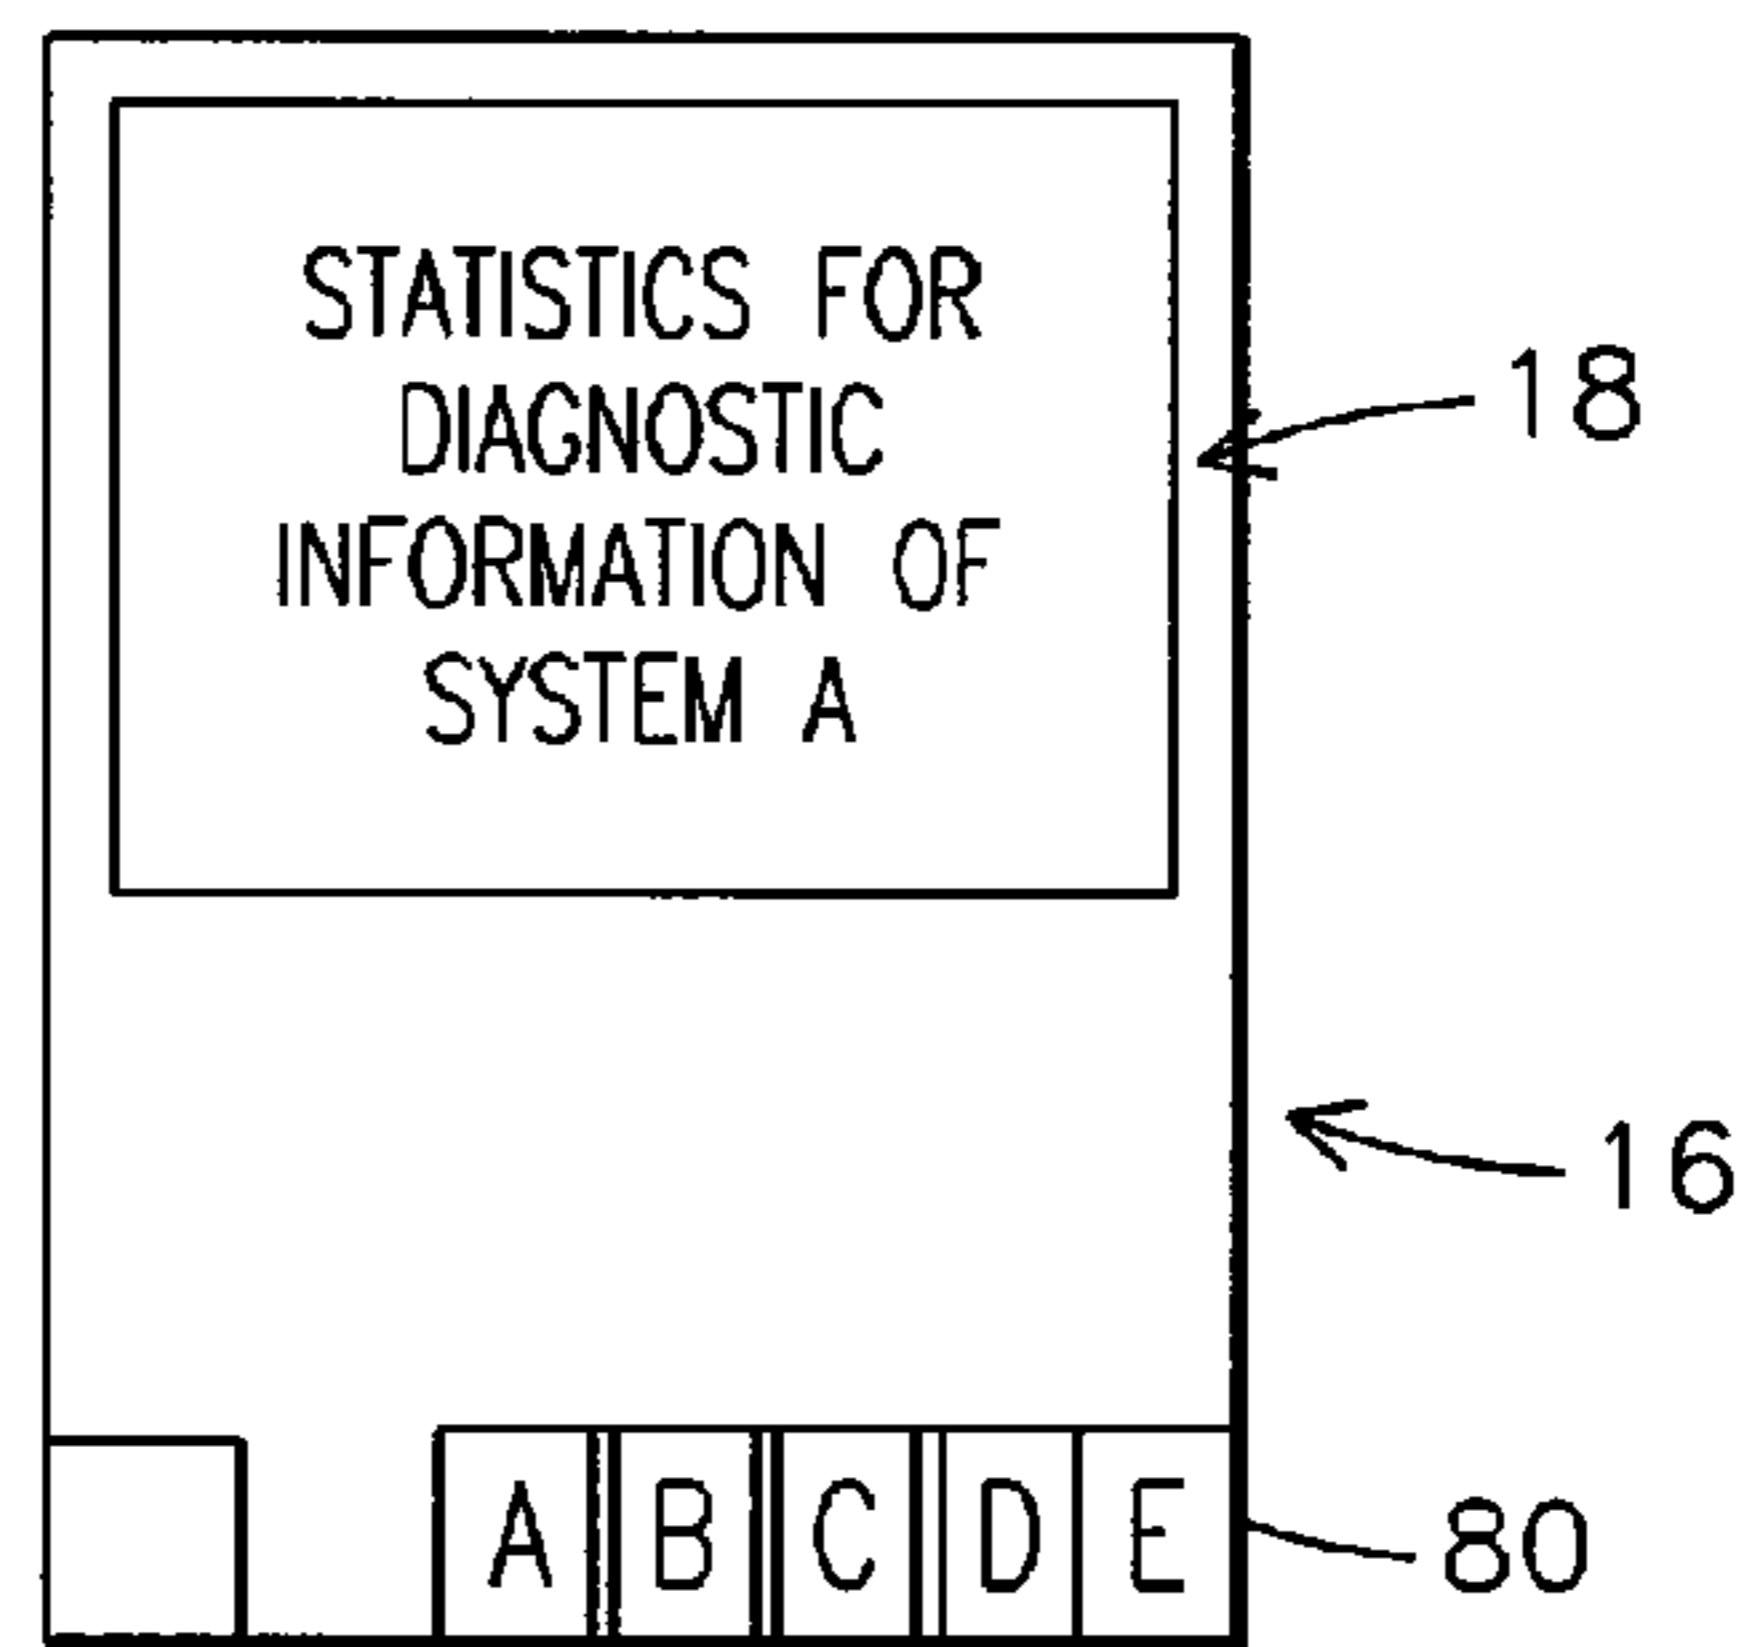 STATISTICS FOR
DIAGNOSTIC
INFORMATION OF
SYSTEM A
18
16
A B C D E
80